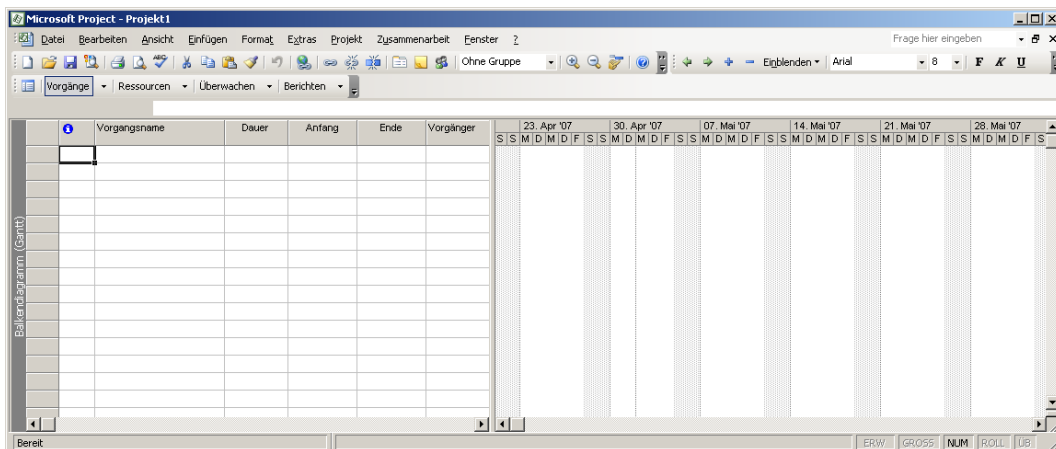 Microsoft Project - Projekt1
Datei Bearbeiten Ansicht Einfügen Format Extras Projekt Zusammenarbeit Fenster ? Frage hier eingeben
Ohne Gruppe Einblenden Arial 8 F K U
Vorgänge Ressourcen Überwachen Berichten
Vorgangsname Dauer Anfang Ende Vorgänger 23. Apr '07 30. Apr '07 07. Mai '07 14. Mai '07 21. Mai '07 28. Mai '07
S S M D M D F S S M D M D F S S M D M D F S S M D M D F S S M D M D F S S M D M D F S
Balkendiagramm (Gantt)
Bereit ERW GROSS NUM ROLL ÜB